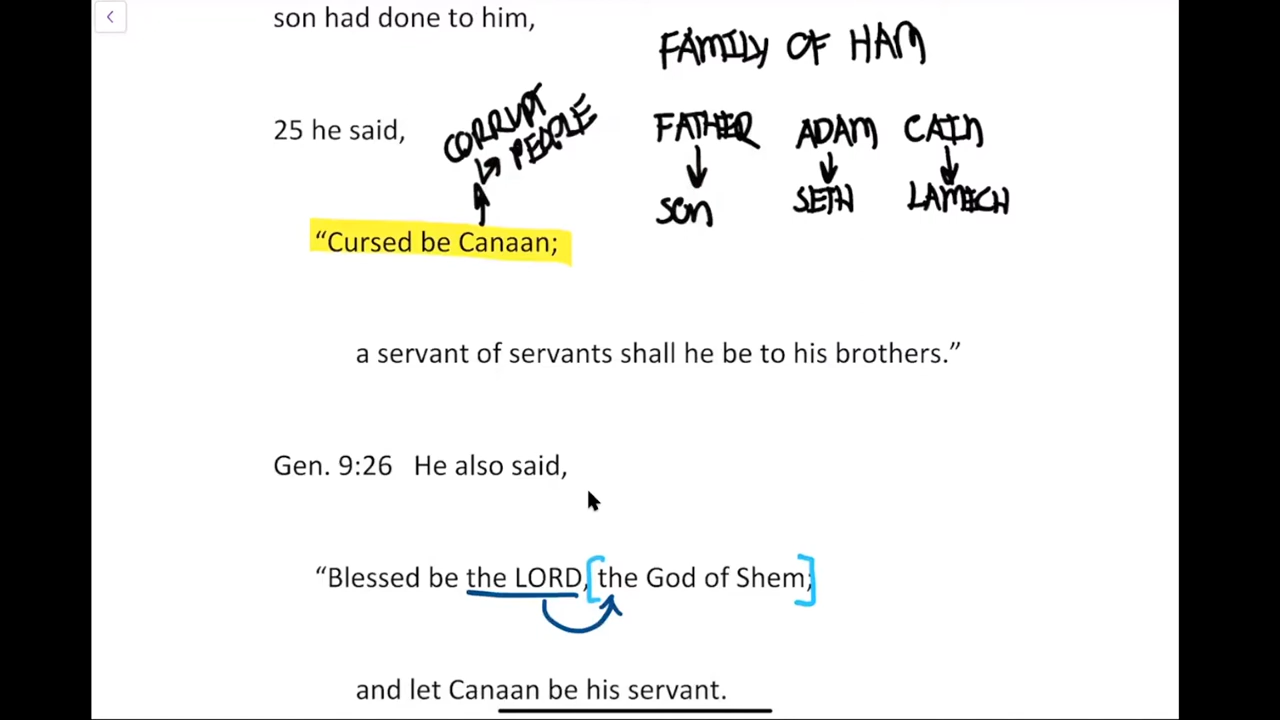 son had done to him,
FAMILY OF HAM
25 he said,
CORRUPT
PEOPLE
FATHER ADAM CAIN
SON SETH LAMECH
“Cursed be Canaan;
a servant of servants shall he be to his brothers.”
Gen. 9:26 He also said,
“Blessed be the LORD, [the God of Shem;]
and let Canaan be his servant.